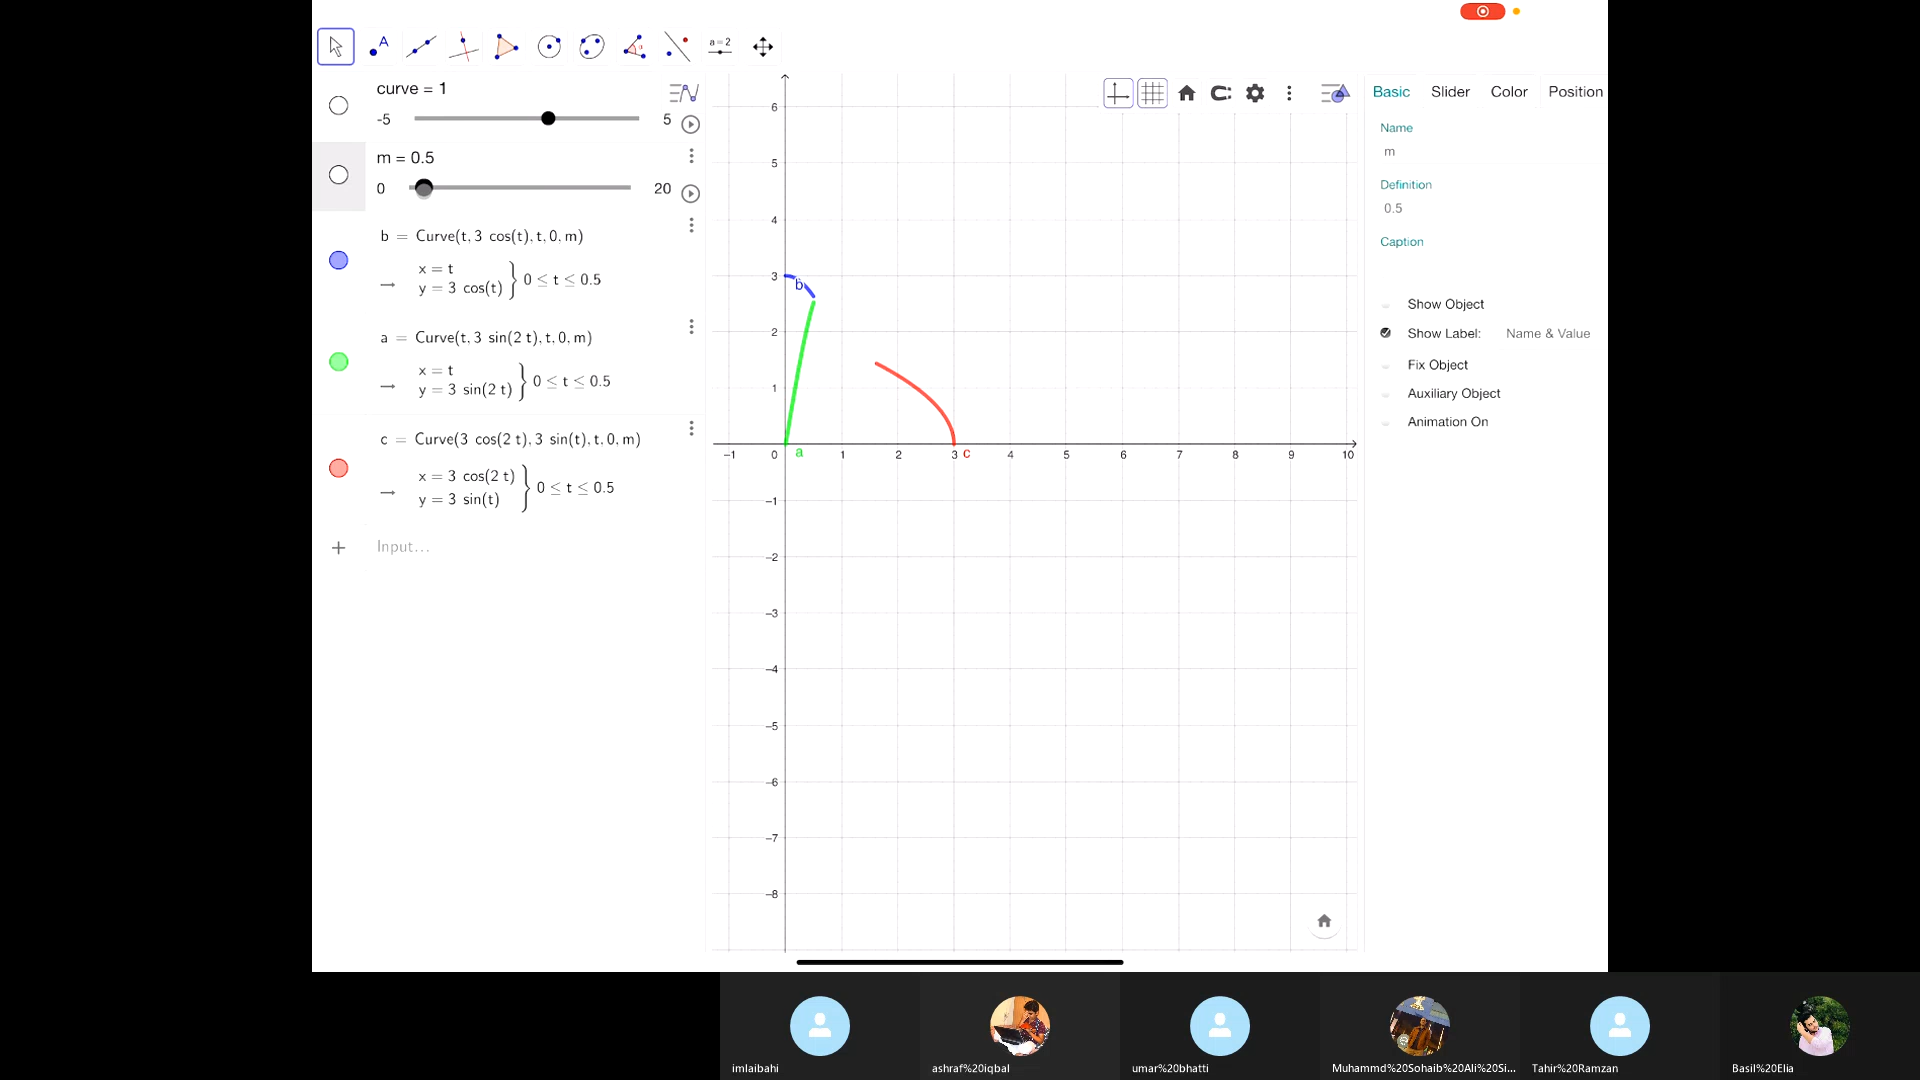 A
a=2
curve = 1
-5
5
m = 0.5
0
20
b = Curve(t, 3 cos(t), t, 0, m)
→ x = t
y = 3 cos(t) } 0 ≤ t ≤ 0.5
a = Curve(t, 3 sin(2 t), t, 0, m)
→ x = t
y = 3 sin(2 t) } 0 ≤ t ≤ 0.5
c = Curve(3 cos(2 t), 3 sin(t), t, 0, m)
→ x = 3 cos(2 t)
y = 3 sin(t) } 0 ≤ t ≤ 0.5
+ Input...
6
5
4
3
b
2
1
–1 0 a 1 2 3 c 4 5 6 7 8 9 10
–1
–2
–3
–4
–5
–6
–7
–8
Basic Slider Color Position
Name
m
Definition
0.5
Caption
Show Object
Show Label: Name & Value
Fix Object
Auxiliary Object
Animation On
imlaibahi
ashraf%20iqbal
umar%20bhatti
Muhammd%20Sohaib%20Ali%20Si...
Tahir%20Ramzan
Basil%20Elia